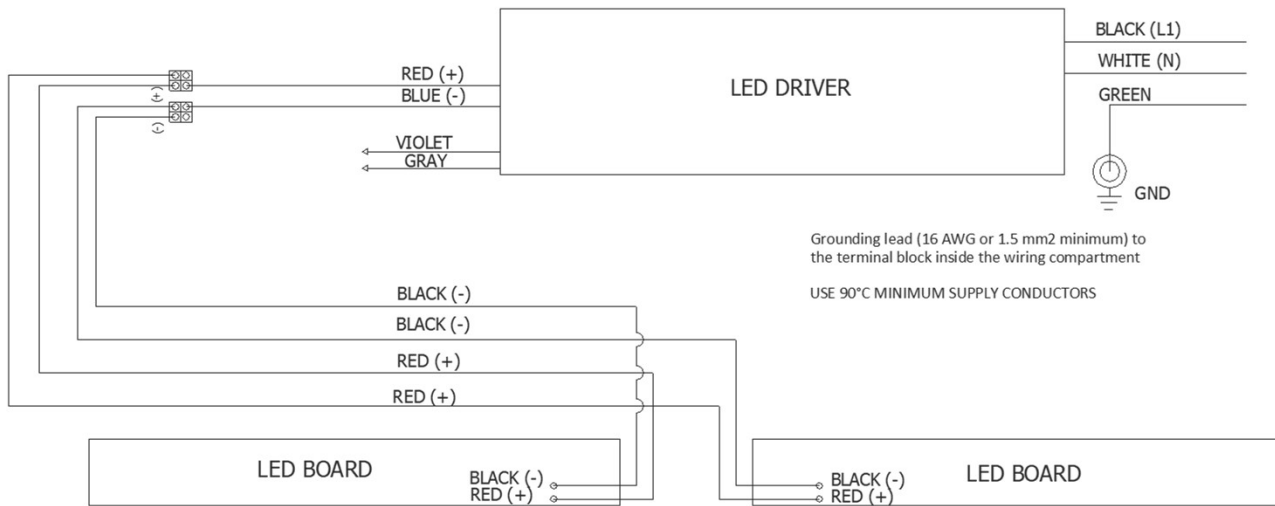 BLACK (L1)
WHITE (N)
GREEN
GND
LED DRIVER
RED (+)
BLUE (-)
VIOLET
GRAY
(+)
(-)
Grounding lead (16 AWG or 1.5 mm2 minimum) to
the terminal block inside the wiring compartment
USE 90°C MINIMUM SUPPLY CONDUCTORS
BLACK (-)
BLACK (-)
RED (+)
RED (+)
LED BOARD
BLACK (-)
RED (+)
BLACK (-)
RED (+)
LED BOARD